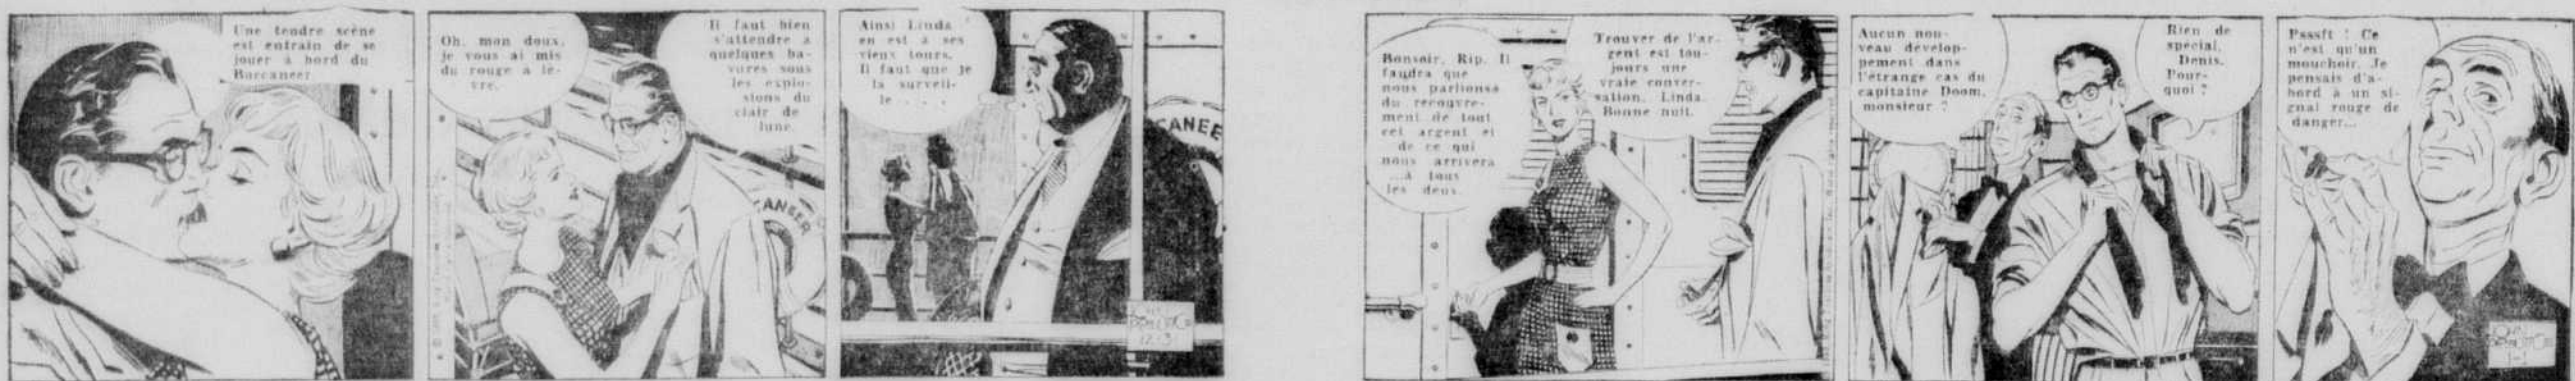 Une tendre scène
est entrain de se
jouer à bord du
Buccaneer
Oh, mon doux,
je vous ai mis
du rouge à lè-
vre.
Il faut bien
s'attendre à
quelques ba-
vures sous
les explo-
sions du
clair de
lune.
CANEER
Ainsi Linda
en est à ses
vieux tours.
Il faut que je
la surveil-
le . . .
CANEE
Bonsoir, Rip. Il
faudra que
nous parlions
du recouvre-
ment de tout
cet argent et
de ce qui
nous arrivera
...à tous
les deux.
Trouver de l'ar-
gent est tou-
jours une
vraie conver-
sation, Linda.
Bonne nuit.
Aucun nou-
veau dévelop-
pement dans
l'étrange cas du
capitaine Doom,
monsieur ?
Rien de
spécial,
Denis.
Pour-
quoi ?
Psssft ! Ce
n'est qu'un
mouchoir. Je
pensais d'a-
bord à un si-
gnal rouge de
danger...